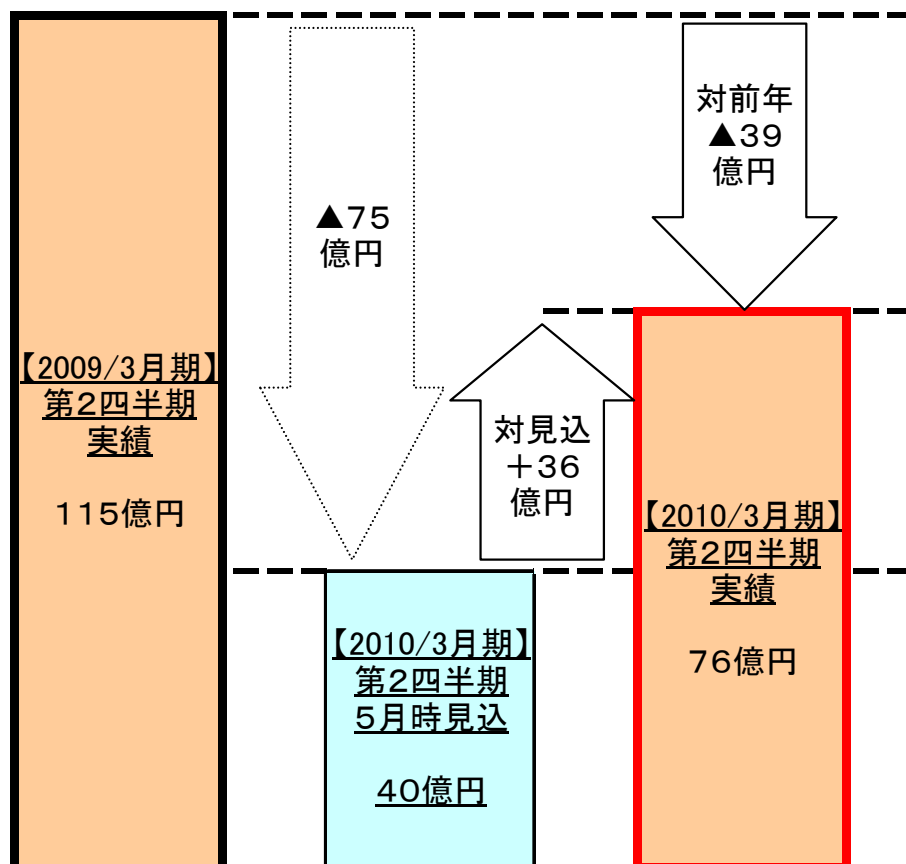 【2009/3月期】
第2四半期
実績
115億円
▲75
億円
【2010/3月期】
第2四半期
5月時見込
40億円
対見込
＋36
億円
対前年
▲39
億円
【2010/3月期】
第2四半期
実績
76億円